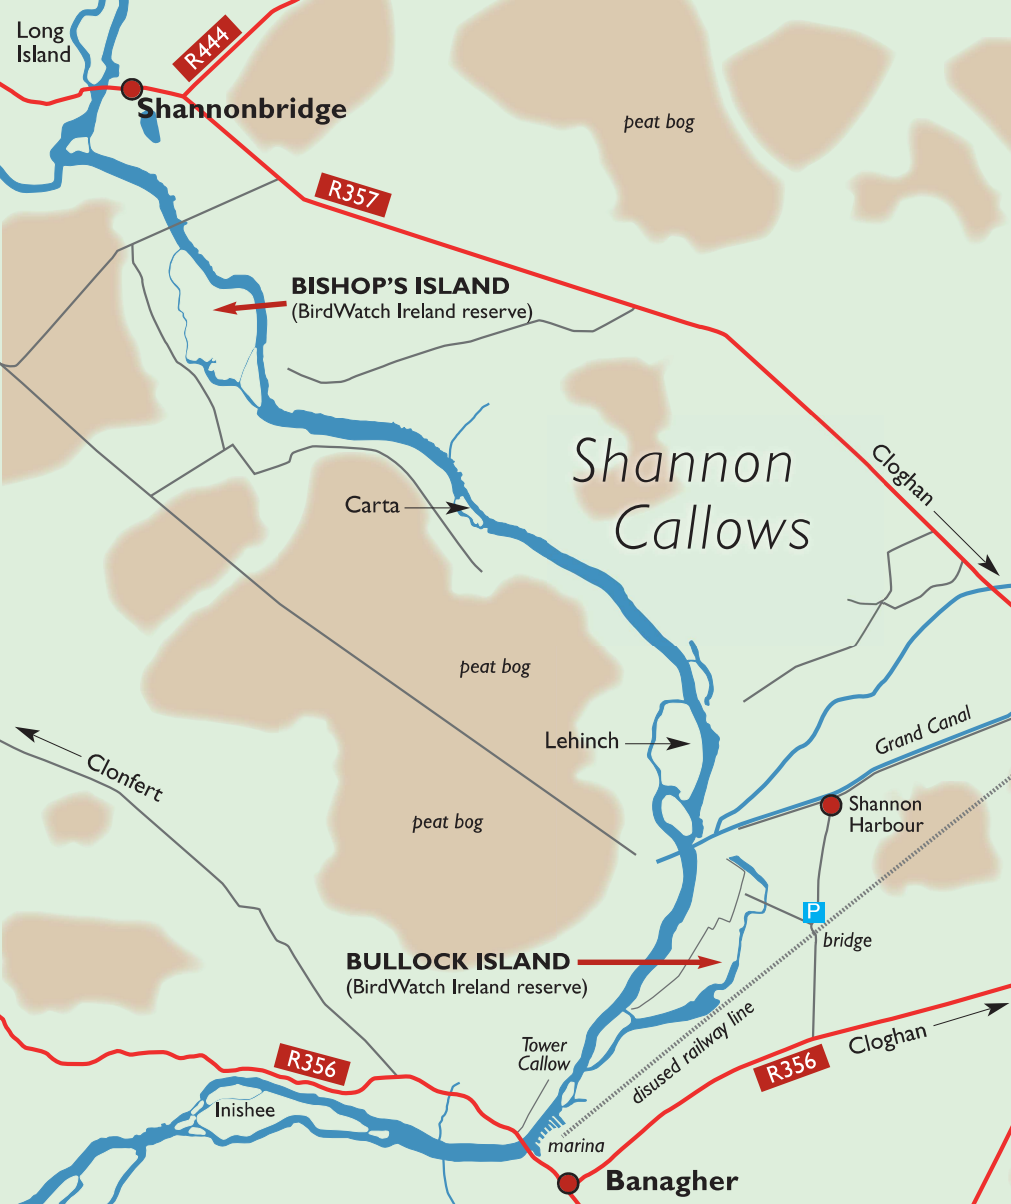 Long
Island
R444
Shannonbridge
peat bog
R357
BISHOP'S ISLAND
(BirdWatch Ireland reserve)
Shannon
Callows
Cloghan
Carta
peat bog
Lehinch
Grand Canal
Clonfert
Shannon
Harbour
peat bog
P
bridge
BULLOCK ISLAND
(BirdWatch Ireland reserve)
disused railway line
Tower
Callow
Cloghan
R356
R356
Inishee
marina
Banagher